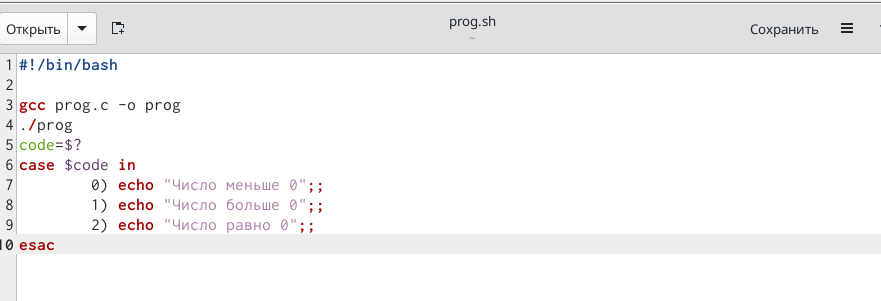 Открыть
prog.sh
~
Сохранить
1 #!/bin/bash
2
3 gcc prog.c -o prog
4 ./prog
5 code=$?
6 case $code in
7         0) echo "Число меньше 0";;
8         1) echo "Число больше 0";;
9         2) echo "Число равно 0";;
10 esac